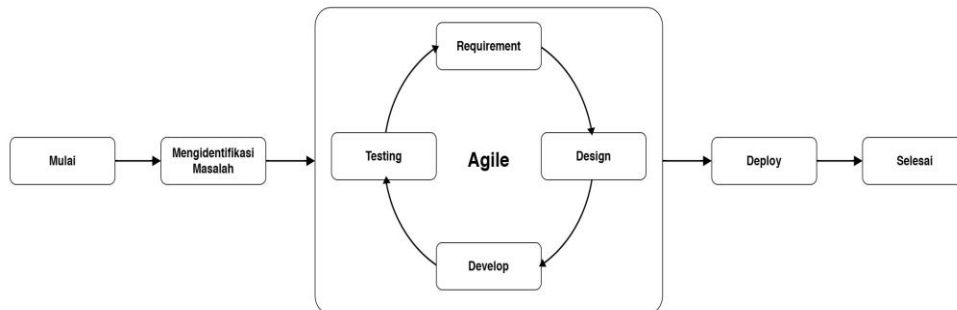 Mulai
Mengidentifikasi
Masalah
Requirement
Testing
Agile
Design
Develop
Deploy
Selesai